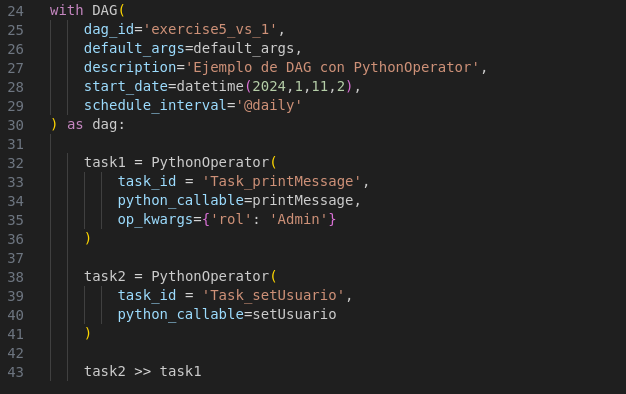 24 with DAG(
25     dag_id='exercise5_vs_1',
26     default_args=default_args,
27     description='Ejemplo de DAG con PythonOperator',
28     start_date=datetime(2024,1,11,2),
29     schedule_interval='@daily'
30 ) as dag:
31
32     task1 = PythonOperator(
33         task_id = 'Task_printMessage',
34         python_callable=printMessage,
35         op_kwargs={'rol': 'Admin'}
36     )
37
38     task2 = PythonOperator(
39         task_id = 'Task_setUsuario',
40         python_callable=setUsuario
41     )
42
43     task2 >> task1